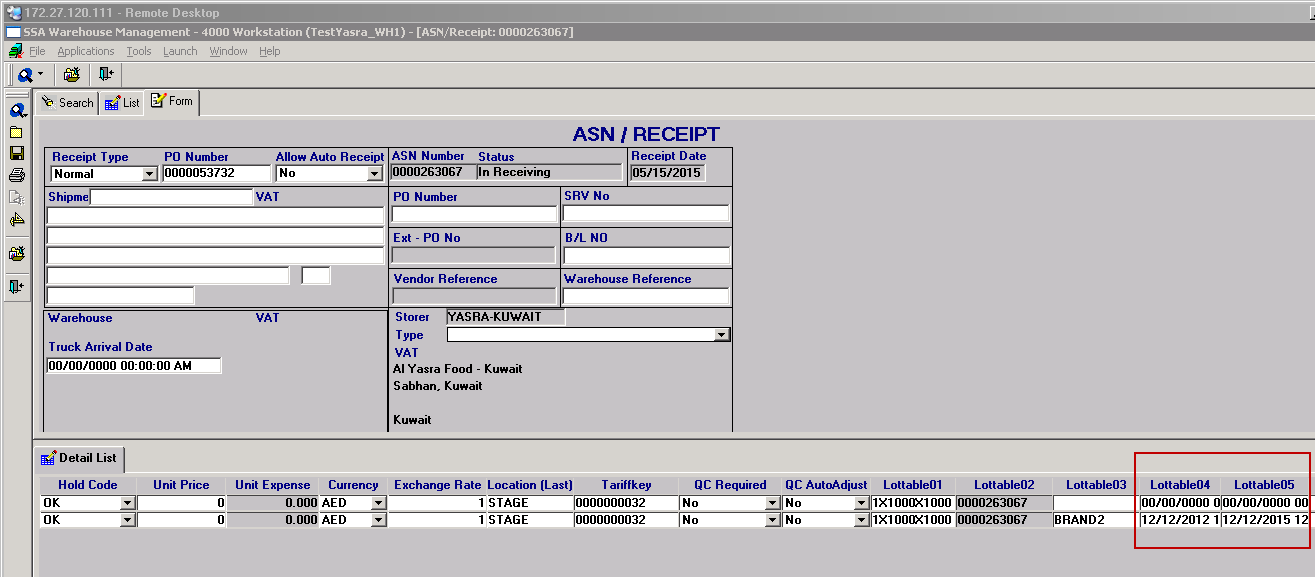 172.27.120.111 - Remote Desktop
SSA Warehouse Management - 4000 Workstation (TestYasra_WH1) - [ASN/Receipt: 0000263067]
File Applications Tools Launch Window Help
Search List Form
ASN / RECEIPT
Receipt Type PO Number Allow Auto Receipt ASN Number Status Receipt Date
Normal 0000053732 No 0000263067 In Receiving 05/15/2015
Shipme VAT PO Number SRV No
Ext - PO No B/L NO
Vendor Reference Warehouse Reference
Warehouse VAT Storer YASRA-KUWAIT
Type
Truck Arrival Date VAT
00/00/0000 00:00:00 AM Al Yasra Food - Kuwait
Sabhan, Kuwait
Kuwait
Detail List
Hold Code Unit Price Unit Expense Currency Exchange Rate Location (Last) Tariffkey QC Required QC AutoAdjust Lottable01 Lottable02 Lottable03 Lottable04 Lottable05
OK 0 0.000 AED 1 STAGE 0000000032 No No 1X1000X1000 0000263067 00/00/0000 0 00/00/0000 00
OK 0 0.000 AED 1 STAGE 0000000032 No No 1X1000X1000 0000263067 BRAND2 12/12/2012 1 12/12/2015 12